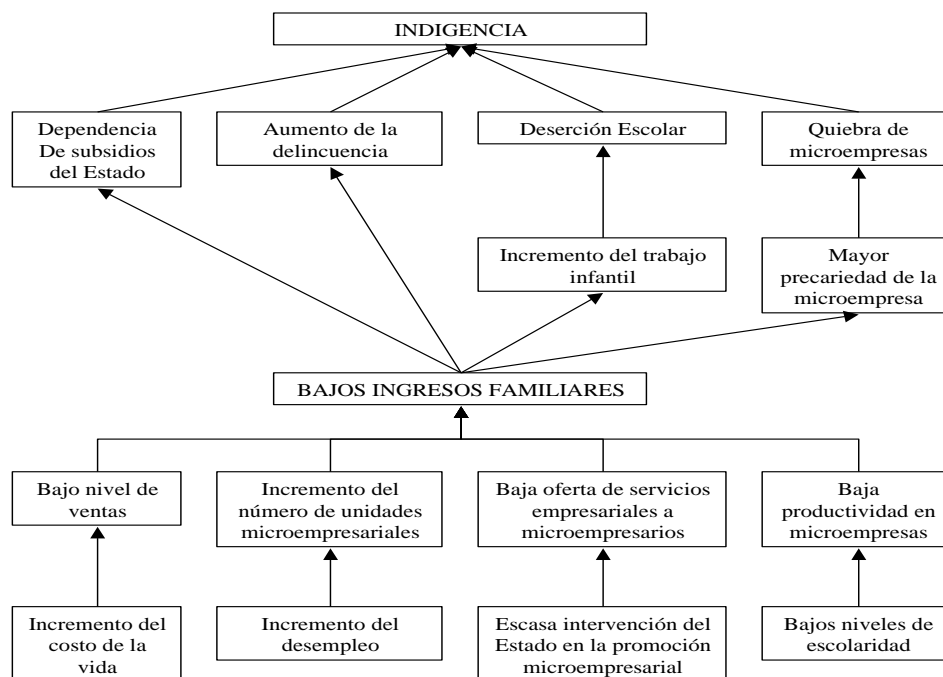 INDIGENCIA
Dependencia
De subsidios
del Estado
Aumento de la
delincuencia
Deserción Escolar
Quiebra de
microempresas
Incremento del trabajo
infantil
Mayor
precariedad de la
microempresa
BAJOS INGRESOS FAMILIARES
Bajo nivel de
ventas
Incremento del
número de unidades
microempresariales
Baja oferta de servicios
empresariales a
microempresarios
Baja
productividad en
microempresas
Incremento del
costo de la
vida
Incremento del
desempleo
Escasa intervención del
Estado en la promoción
microempresarial
Bajos niveles de
escolaridad